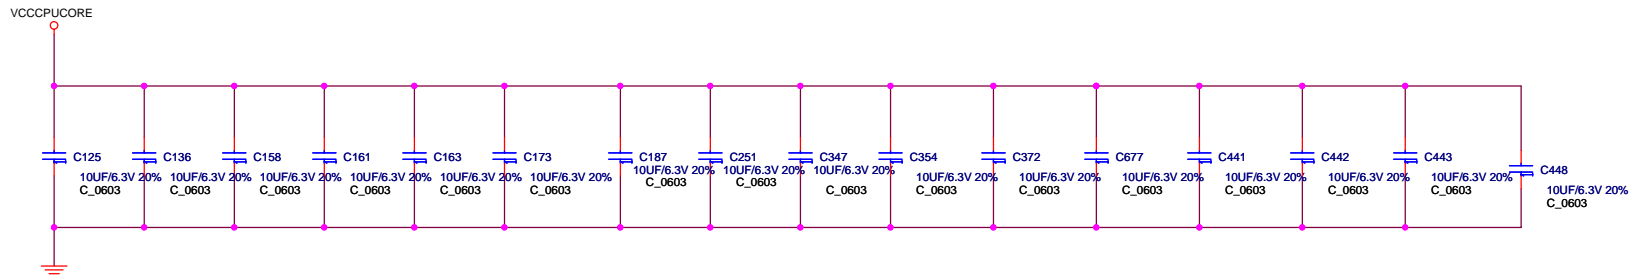 VCCCPUCORE
C125
10UF/6.3V 20%
C_0603
C136
10UF/6.3V 20%
C_0603
C158
10UF/6.3V 20%
C_0603
C161
10UF/6.3V 20%
C_0603
C163
10UF/6.3V 20%
C_0603
C173
10UF/6.3V 20%
C_0603
C187
10UF/6.3V 20%
C_0603
C251
10UF/6.3V 20%
C_0603
C347
10UF/6.3V 20%
C_0603
C354
10UF/6.3V 20%
C_0603
C372
10UF/6.3V 20%
C_0603
C677
10UF/6.3V 20%
C_0603
C441
10UF/6.3V 20%
C_0603
C442
10UF/6.3V 20%
C_0603
C443
10UF/6.3V 20%
C_0603
C448
10UF/6.3V 20%
C_0603